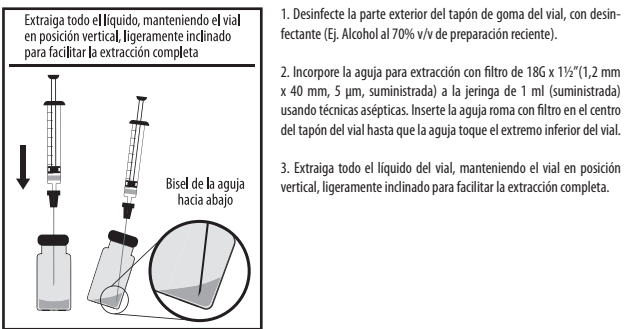 Extraiga todo el líquido, manteniendo el vial
en posición vertical, ligeramente inclinado
para facilitar la extracción completa
Bisel de la aguja
hacia abajo
1. Desinfecte la parte exterior del tapón de goma del vial, con desin-
fectante (Ej. Alcohol al 70% v/v de preparación reciente).
2. Incorpore la aguja para extracción con filtro de 18G x 1½”(1,2 mm
x 40 mm, 5 µm, suministrada) a la jeringa de 1 ml (suministrada)
usando técnicas asépticas. Inserte la aguja roma con filtro en el centro
del tapón del vial hasta que la aguja toque el extremo inferior del vial.
3. Extraiga todo el líquido del vial, manteniendo el vial en posición
vertical, ligeramente inclinado para facilitar la extracción completa.